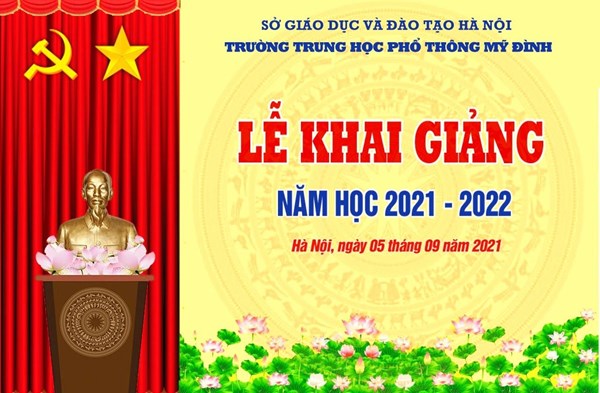 SỞ GIÁO DỤC VÀ ĐÀO TẠO HÀ NỘI
TRƯỜNG TRUNG HỌC PHỔ THÔNG MỸ ĐÌNH
LỄ KHAI GIẢNG
NĂM HỌC 2021 - 2022
Hà Nội, ngày 05 tháng 09 năm 2021